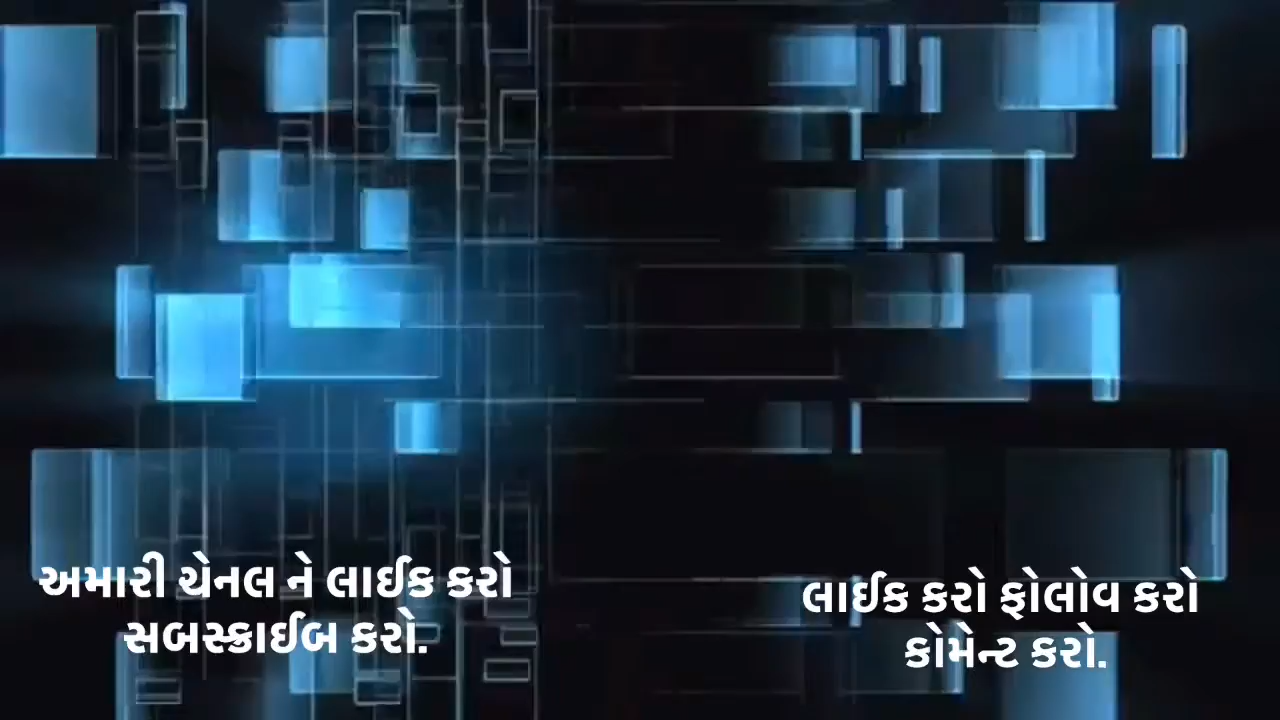 અમારી ચેનલ ને લાઈક કરો
સબસ્ક્રાઈબ કરો.
લાઈક કરો ફોલોવ કરો
કોમેન્ટ કરો.